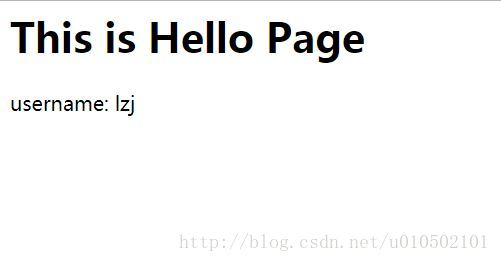 This is Hello Page
username: lzj
http://blog.csdn.net/u010502101